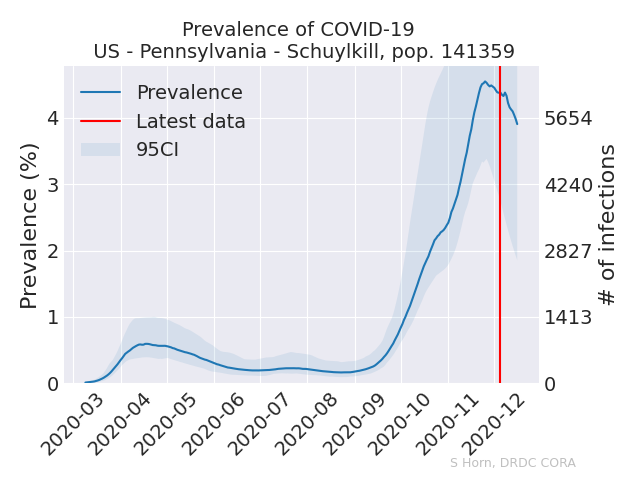 Prevalence of COVID-19
US - Pennsylvania - Schuylkill, pop. 141359
Prevalence
Latest data
95CI
Prevalence (%)
4
3
2
1
0
5654
4240
2827
1413
0
# of infections
2020-03
2020-04
2020-05
2020-06
2020-07
2020-08
2020-09
2020-10
2020-11
2020-12
S Horn, DRDC CORA